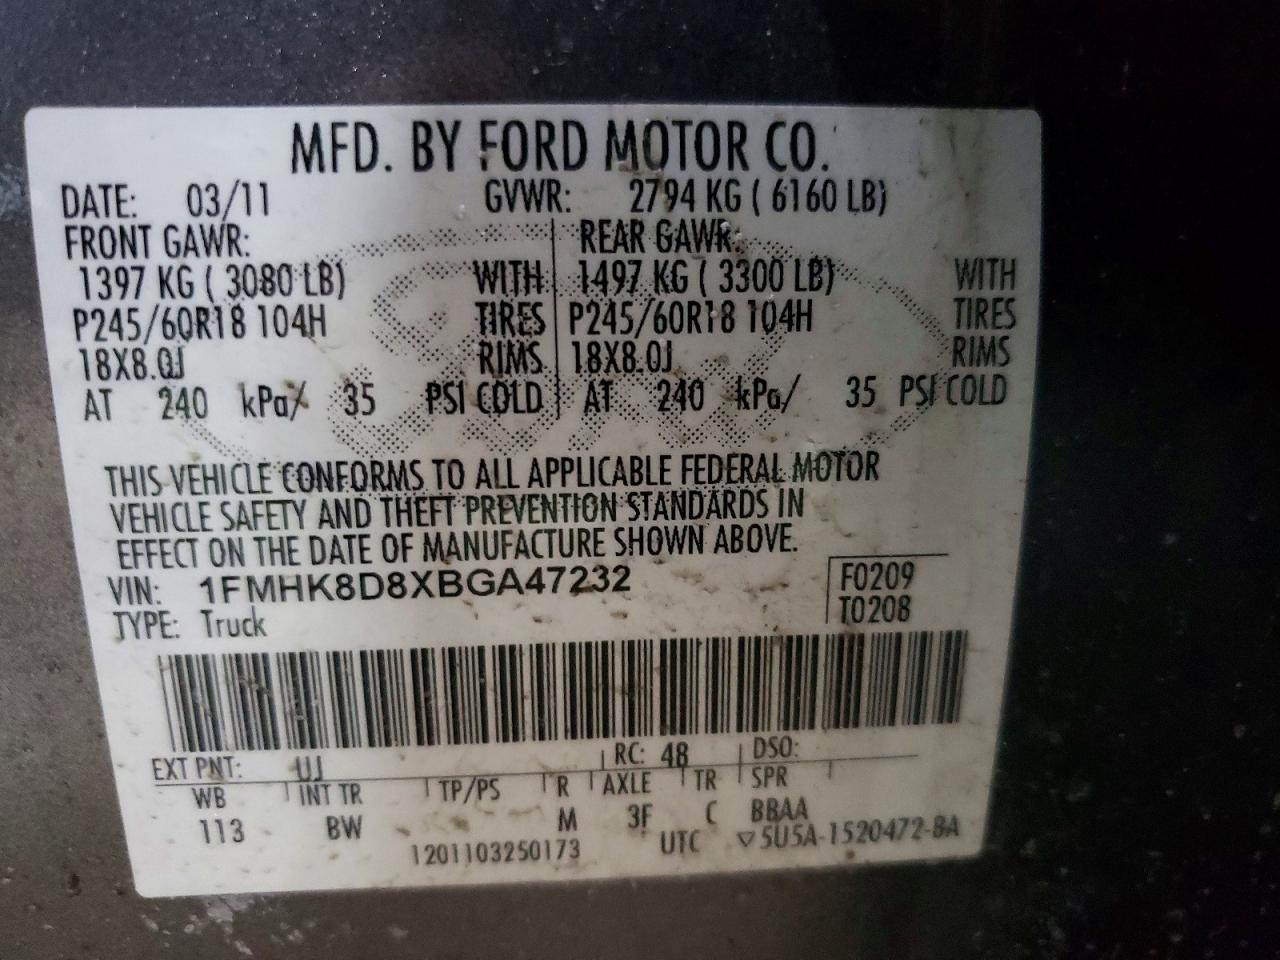 MFD. BY FORD MOTOR CO.
DATE: 03/11 GVWR: 2794 KG ( 6160 LB)
FRONT GAWR: REAR GAWR:
1397 KG ( 3080 LB) WITH 1497 KG ( 3300 LB) WITH
P245/60R18 104H TIRES P245/60R18 104H TIRES
18X8.0J RIMS 18X8.0J RIMS
AT 240 kPa/ 35 PSI COLD AT 240 kPa/ 35 PSI COLD
THIS VEHICLE CONFORMS TO ALL APPLICABLE FEDERAL MOTOR
VEHICLE SAFETY AND THEFT PREVENTION STANDARDS IN
EFFECT ON THE DATE OF MANUFACTURE SHOWN ABOVE.
VIN: 1FMHK8D8XBGA47232 F0209
TYPE: Truck T0208
EXT PNT: UJ RC: 48 DSO:
WB INT TR TP/PS R AXLE TR SPR
113 BW M 3F C BBAA
1201103250173 UTC ▽5U5A-1520472-BA